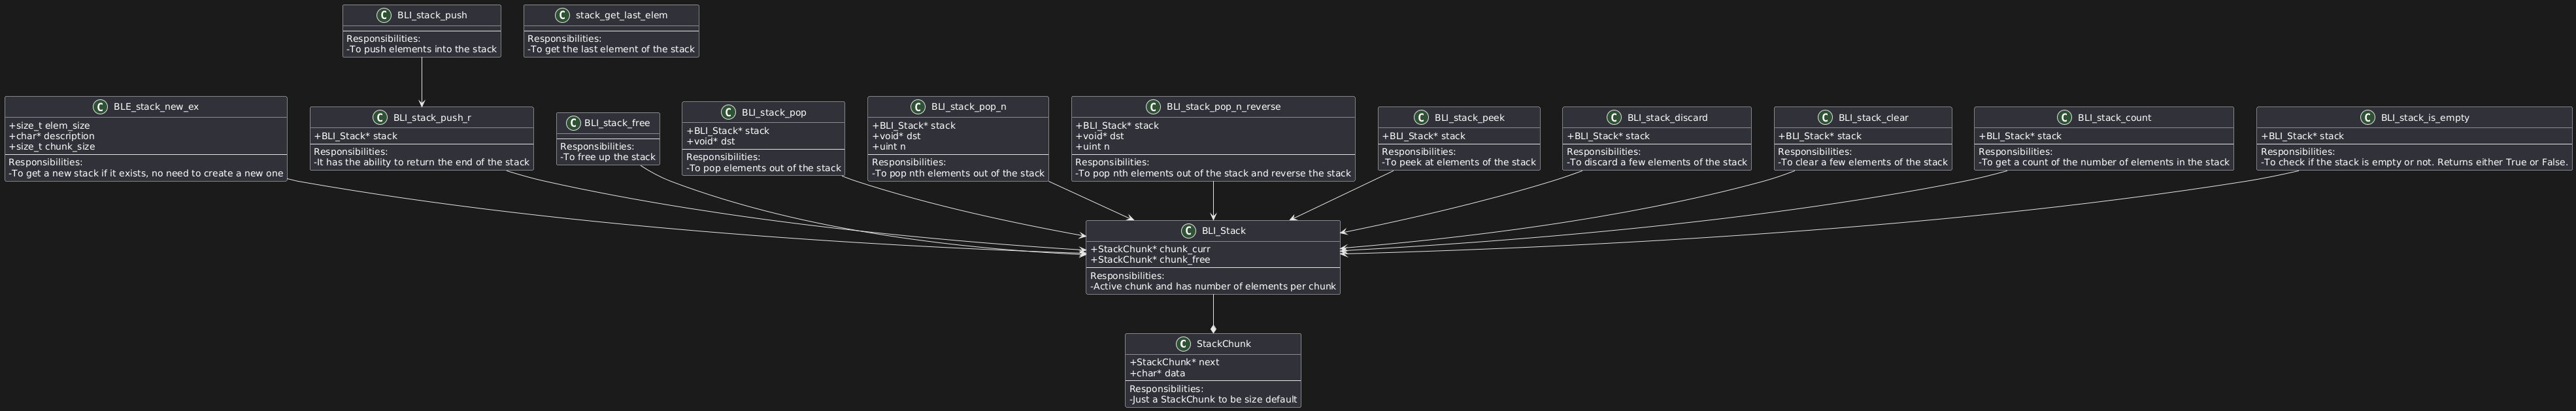 BLI_stack_push
Responsibilities:
-To push elements into the stack
stack_get_last_elem
Responsibilities:
-To get the last element of the stack
BLE_stack_new_ex
+size_t elem_size
+char* description
+size_t chunk_size
Responsibilities:
-To get a new stack if it exists, no need to create a new one
BLI_stack_push_r
+BLI_Stack* stack
Responsibilities:
-It has the ability to return the end of the stack
BLI_stack_free
Responsibilities:
-To free up the stack
BLI_stack_pop
+BLI_Stack* stack
+void* dst
Responsibilities:
-To pop elements out of the stack
BLI_stack_pop_n
+BLI_Stack* stack
+void* dst
+uint n
Responsibilities:
-To pop nth elements out of the stack
BLI_stack_pop_n_reverse
+BLI_Stack* stack
+void* dst
+uint n
Responsibilities:
-To pop nth elements out of the stack and reverse the stack
BLI_stack_peek
+BLI_Stack* stack
Responsibilities:
-To peek at elements of the stack
BLI_stack_discard
+BLI_Stack* stack
Responsibilities:
-To discard a few elements of the stack
BLI_stack_clear
+BLI_Stack* stack
Responsibilities:
-To clear a few elements of the stack
BLI_stack_count
+BLI_Stack* stack
Responsibilities:
-To get a count of the number of elements in the stack
BLI_stack_is_empty
+BLI_Stack* stack
Responsibilities:
-To check if the stack is empty or not. Returns either True or False.
BLI_Stack
+StackChunk* chunk_curr
+StackChunk* chunk_free
Responsibilities:
-Active chunk and has number of elements per chunk
StackChunk
+StackChunk* next
+char* data
Responsibilities:
-Just a StackChunk to be size default